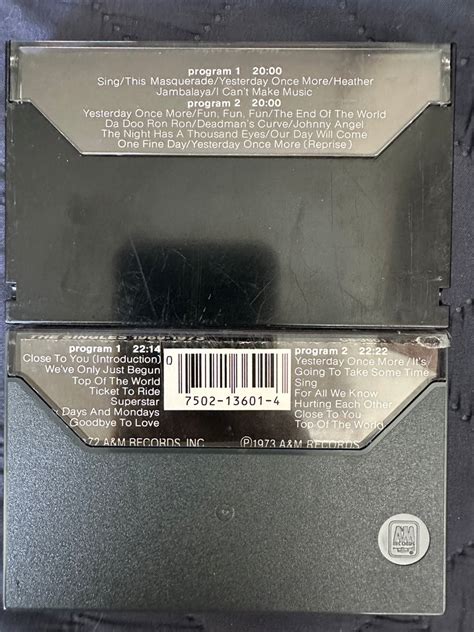 program 1 20:00
Sing/This Masquerade/Yesterday Once More/Heather
Jambalaya/I Can't Make Music
program 2 20:00
Yesterday Once More/Fun, Fun, Fun/The End Of The World
Da Doo Ron Ron/Deadman's Curve/Johnny Angel
The Night Has A Thousand Eyes/Our Day Will Come
One Fine Day/Yesterday Once More (Reprise)
THE SINGLES 1969-1973
program 1 22:14
Close To You (Introduction)
We've Only Just Begun
Top Of The World
Ticket To Ride
Superstar
Days And Mondays
Goodbye To Love
0
7502-13601-4
program 2 22:22
Yesterday Once More/It's
Going To Take Some Time
Sing
For All We Know
Hurting Each Other
Close To You
Top Of The World
72 A&M RECORDS, INC.
Ⓟ1973 A&M RECORDS
A&M
RECORDS